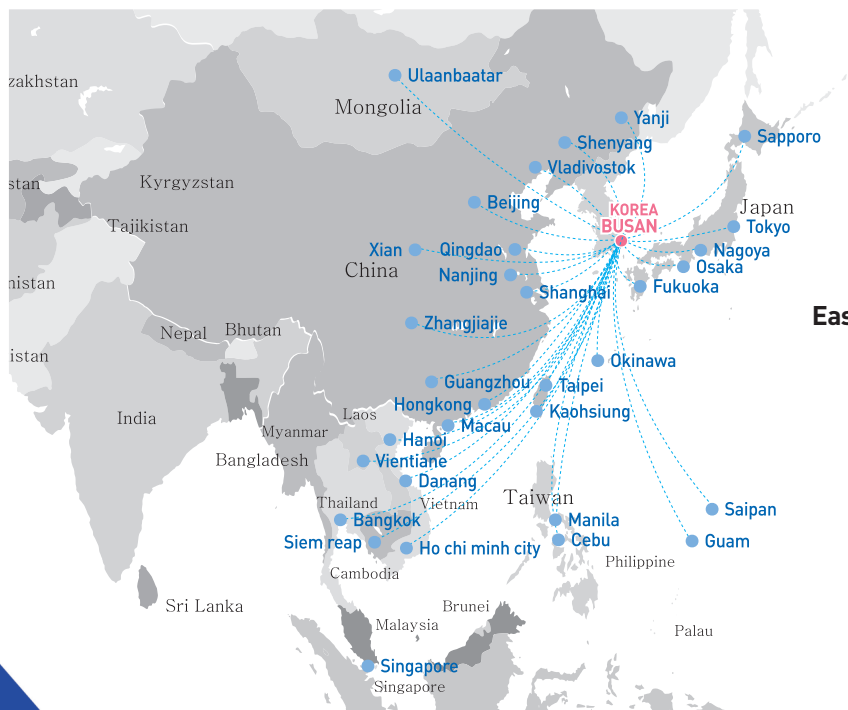 Ulaanbaatar
zakhstan
Mongolia
Yanji
Sapporo
Shenyang
Vladivostok
stan
Kyrgyzstan
Beijing
KOREA
BUSAN
Japan
Tajikistan
Tokyo
Xian
Qingdao
Nagoya
China
Osaka
Nanjing
nistan
Fukuoka
Shanghai
Eas
Zhangjiajie
Nepal
Bhutan
istan
Okinawa
Guangzhou
Taipei
Hongkong
Kaohsiung
Laos
India
Macau
Myanmar
Hanoi
Bangladesh
Vientiane
Danang
Taiwan
Thailand
Vietnam
Saipan
Bangkok
Manila
Siem reap
Ho chi minh city
Cebu
Guam
Philippine
Cambodia
Sri Lanka
Brunei
Malaysia
Palau
Singapore
Singapore